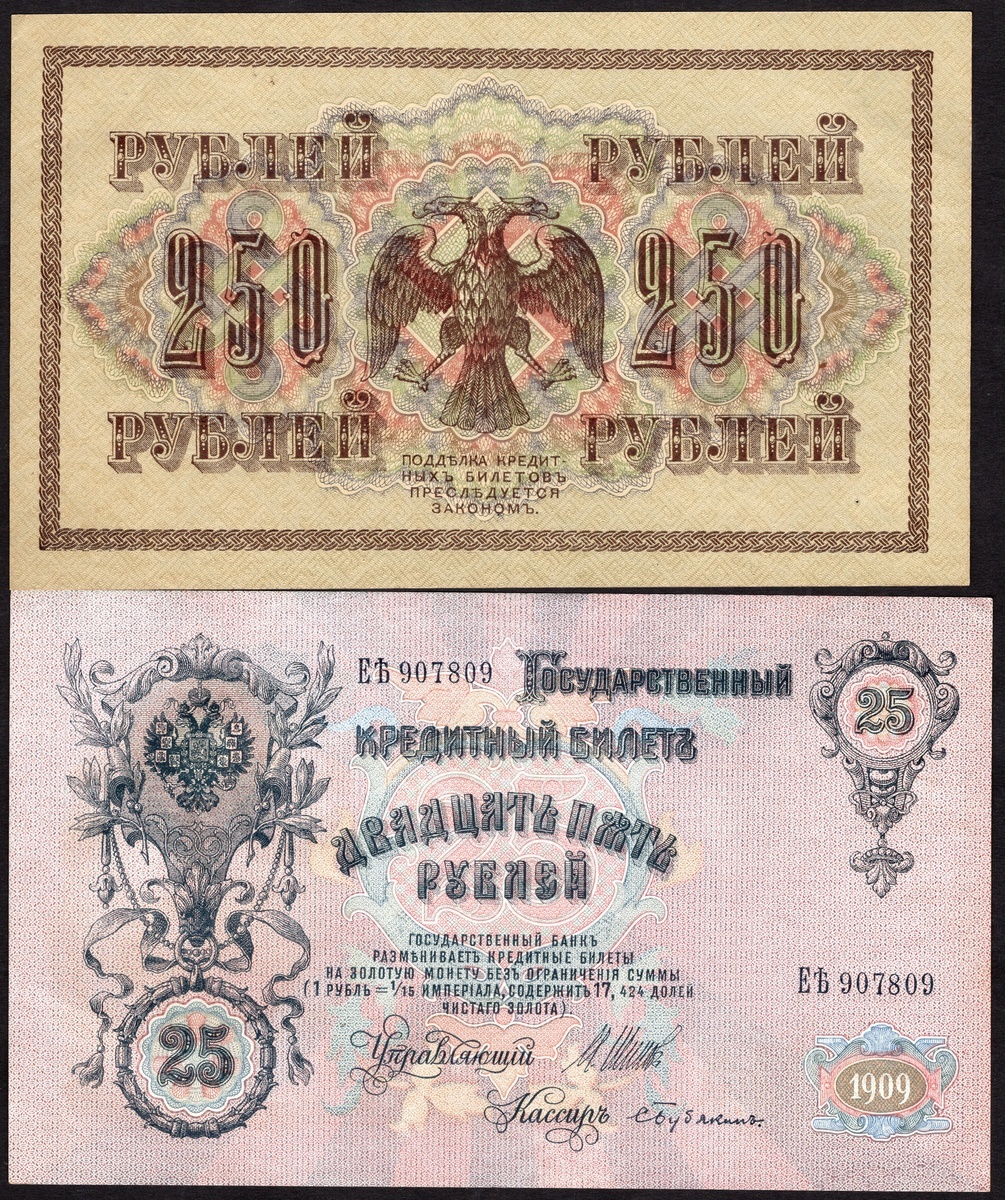 РУБЛЕЙ РУБЛЕЙ
250 250
РУБЛЕЙ РУБЛЕЙ
ПОДДѢЛКА КРЕДИТ-
НЫХЪ БИЛЕТОВЪ
ПРЕСЛѢДУЕТСЯ
ЗАКОНОМЪ.
ЕѢ 907809 ГОСУДАРСТВЕННЫЙ
25
КРЕДИТНЫЙ БИЛЕТЪ
ДВАДЦАТЬ ПЯТЬ
РУБЛЕЙ
ГОСУДАРСТВЕННЫЙ БАНКЪ
РАЗМѢНИВАЕТЪ КРЕДИТНЫЕ БИЛЕТЫ
НА ЗОЛОТУЮ МОНЕТУ БЕЗЪ ОГРАНИЧЕНІЯ СУММЫ
(1 РУБЛЬ = 1/15 ИМПЕРІАЛА, СОДЕРЖИТЪ 17, 424 ДОЛЕЙ
ЧИСТАГО ЗОЛОТА).
ЕѢ 907809
25
Управляющій
Кассиръ
1909